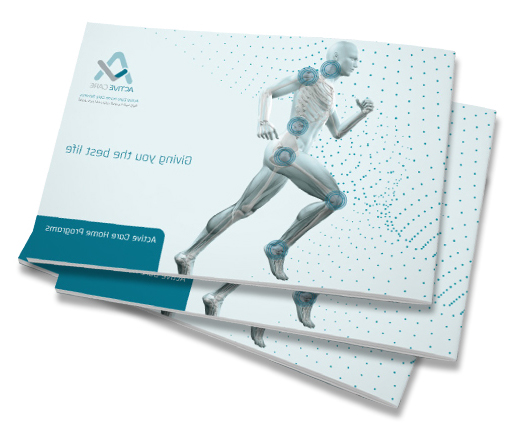 ACTIVE CARE
Giving you the best life
Active Care Home Programs